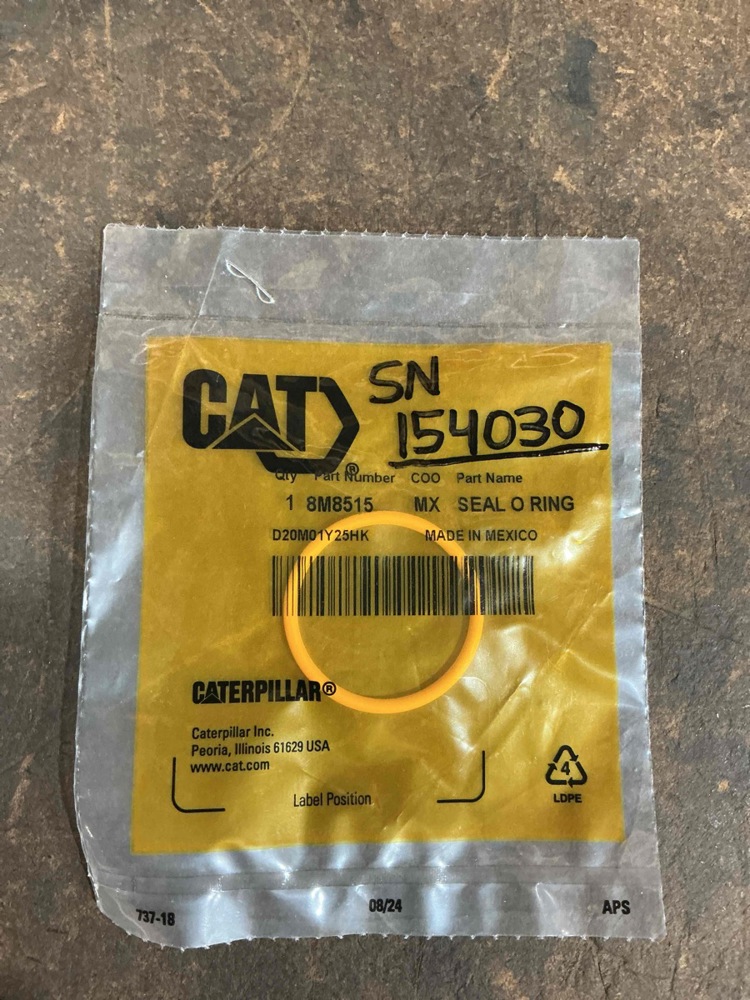 CAT®
SN
154030
Qty Part Number COO Part Name
1 8M8515 MX SEAL O RING
D20M01Y25HK MADE IN MEXICO
CATERPILLAR®
Caterpillar Inc.
Peoria, Illinois 61629 USA
www.cat.com
Label Position
4
LDPE
737-18 08/24 APS